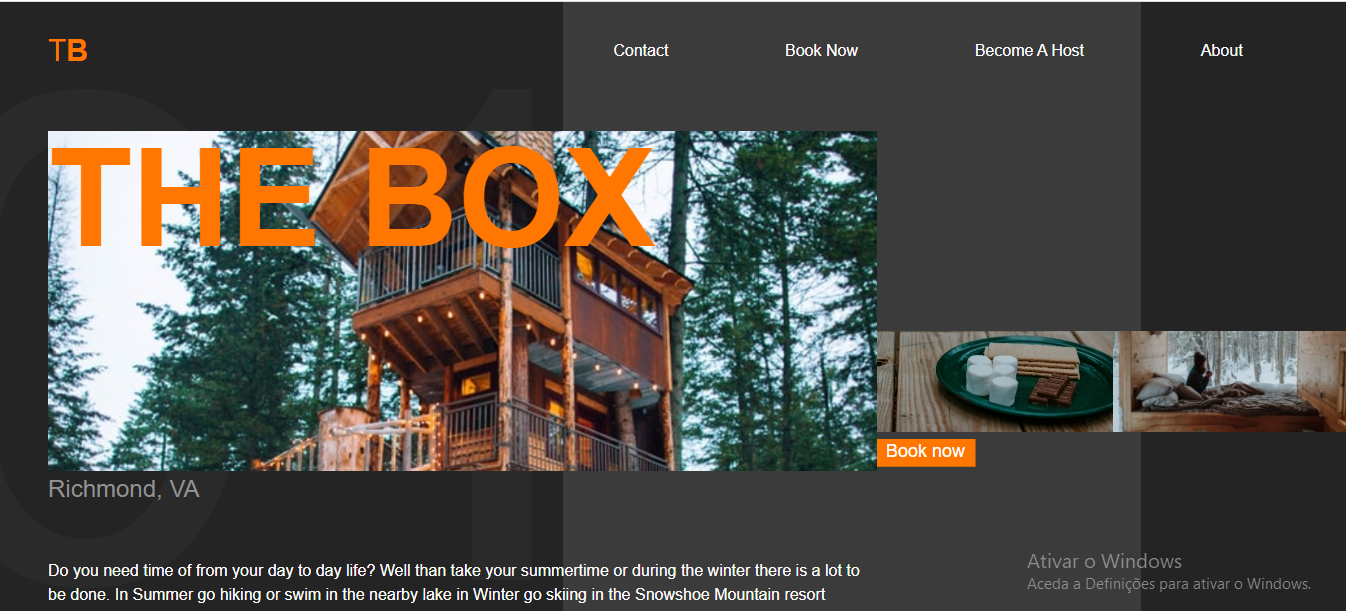 TB
Contact
Book Now
Become A Host
About
01
THE BOX
Book now
Richmond, VA
Do you need time of from your day to day life? Well than take your summertime or during the winter there is a lot to
be done. In Summer go hiking or swim in the nearby lake in Winter go skiing in the Snowshoe Mountain resort
Ativar o Windows
Aceda a Definições para ativar o Windows.